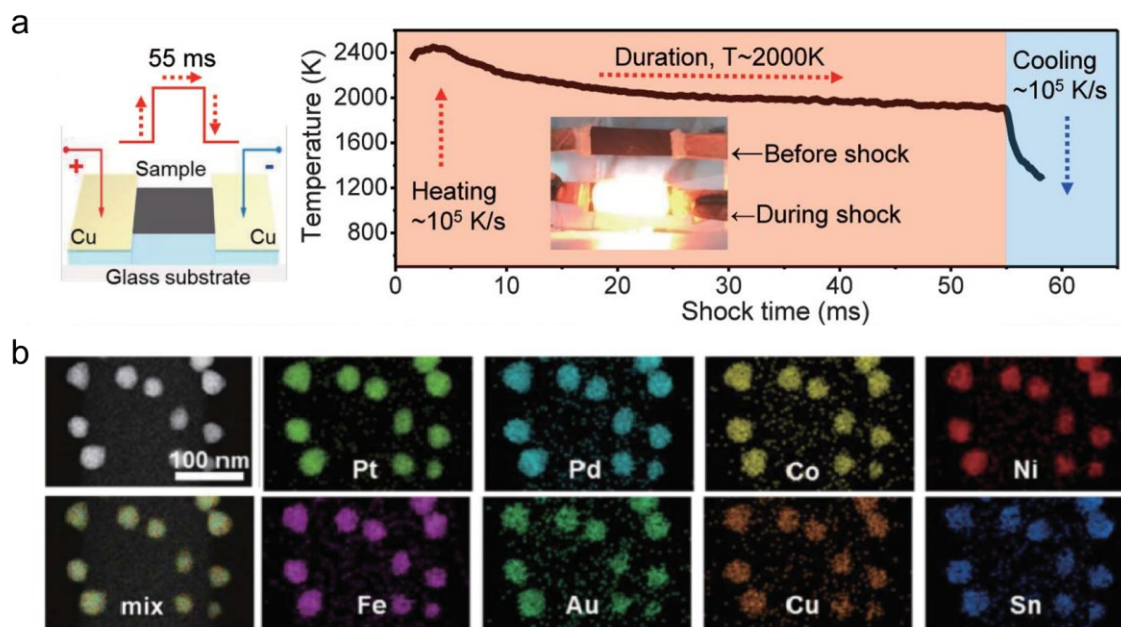 a
55 ms
+
Sample
-
Cu
Cu
Glass substrate
Temperature (K)
2400
2000
1600
1200
800
Duration, T~2000K
Cooling
~10⁵ K/s
Heating
~10⁵ K/s
←Before shock
←During shock
0
10
20
30
40
50
60
Shock time (ms)
b
100 nm
Pt
Pd
Co
Ni
mix
Fe
Au
Cu
Sn